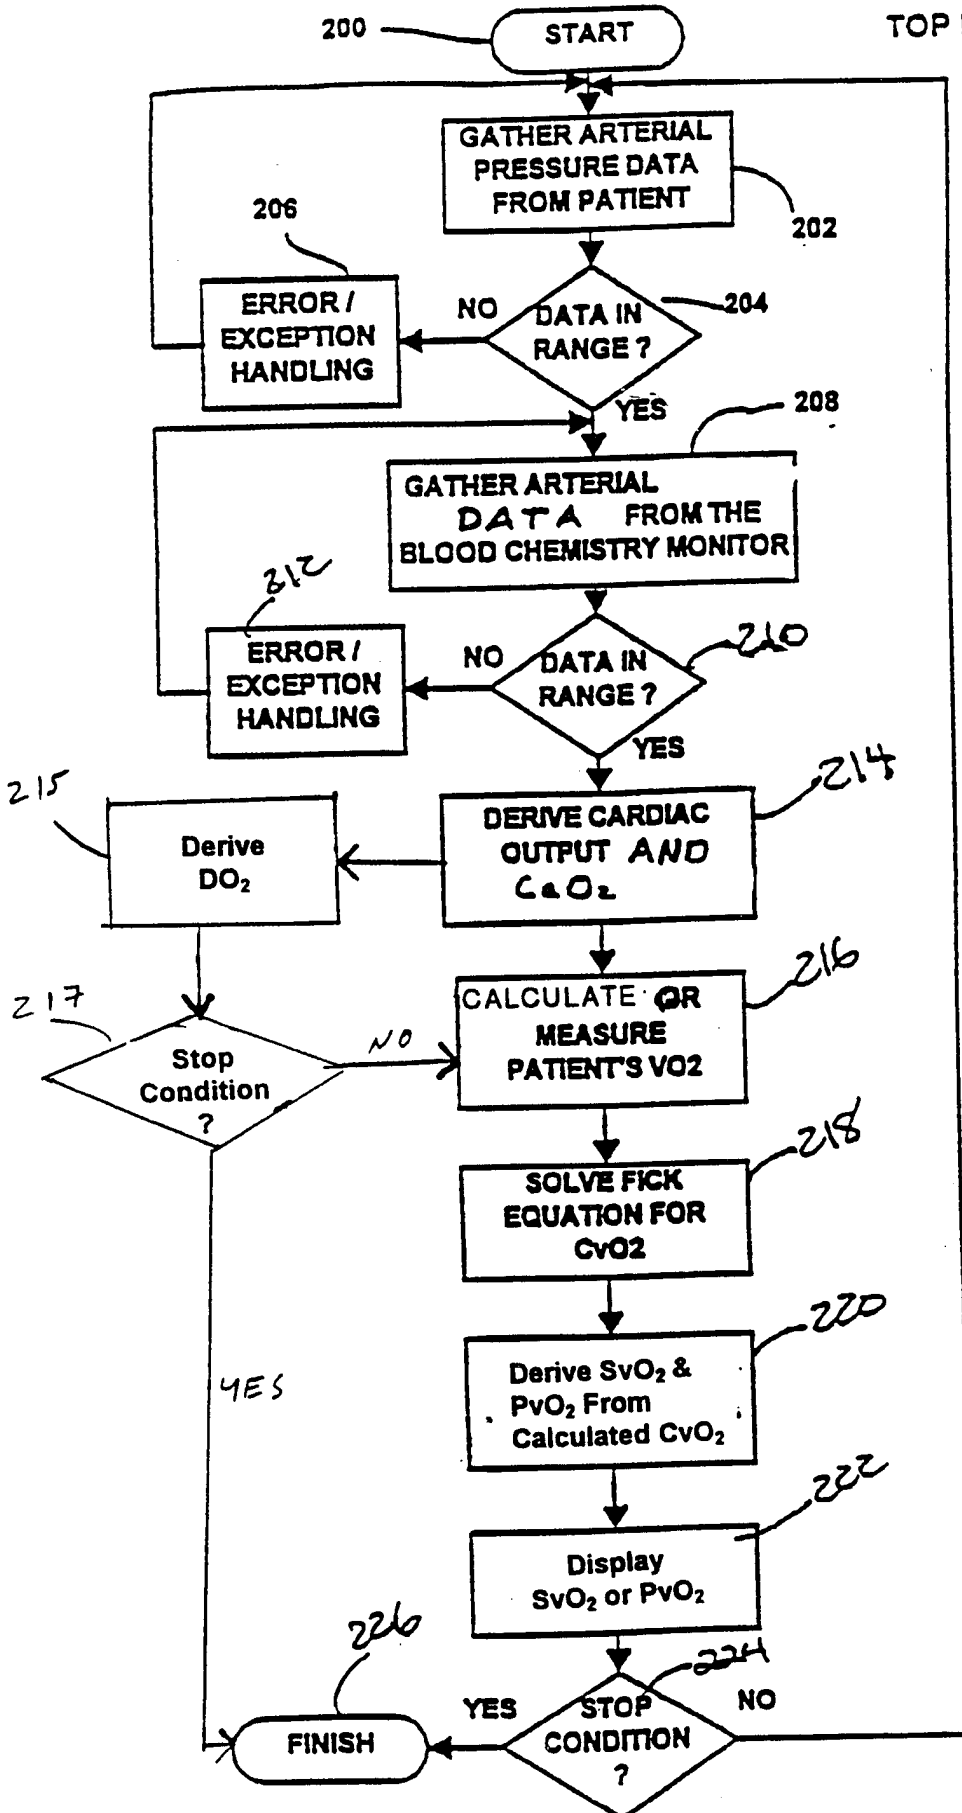 200
START
TOP
GATHER ARTERIAL
PRESSURE DATA
FROM PATIENT
202
206
ERROR /
EXCEPTION
HANDLING
NO
DATA IN
RANGE ?
204
YES
208
GATHER ARTERIAL
DATA FROM THE
BLOOD CHEMISTRY MONITOR
212
ERROR /
EXCEPTION
HANDLING
NO
DATA IN
RANGE ?
210
YES
214
215
Derive
DO₂
DERIVE CARDIAC
OUTPUT AND
CaO₂
216
217
Stop
Condition
?
NO
CALCULATE OR
MEASURE
PATIENT'S VO2
218
SOLVE FICK
EQUATION FOR
CvO2
220
YES
Derive SvO₂ &
PvO₂ From
Calculated CvO₂
222
Display
SvO₂ or PvO₂
226
224
FINISH
YES
STOP
CONDITION
?
NO